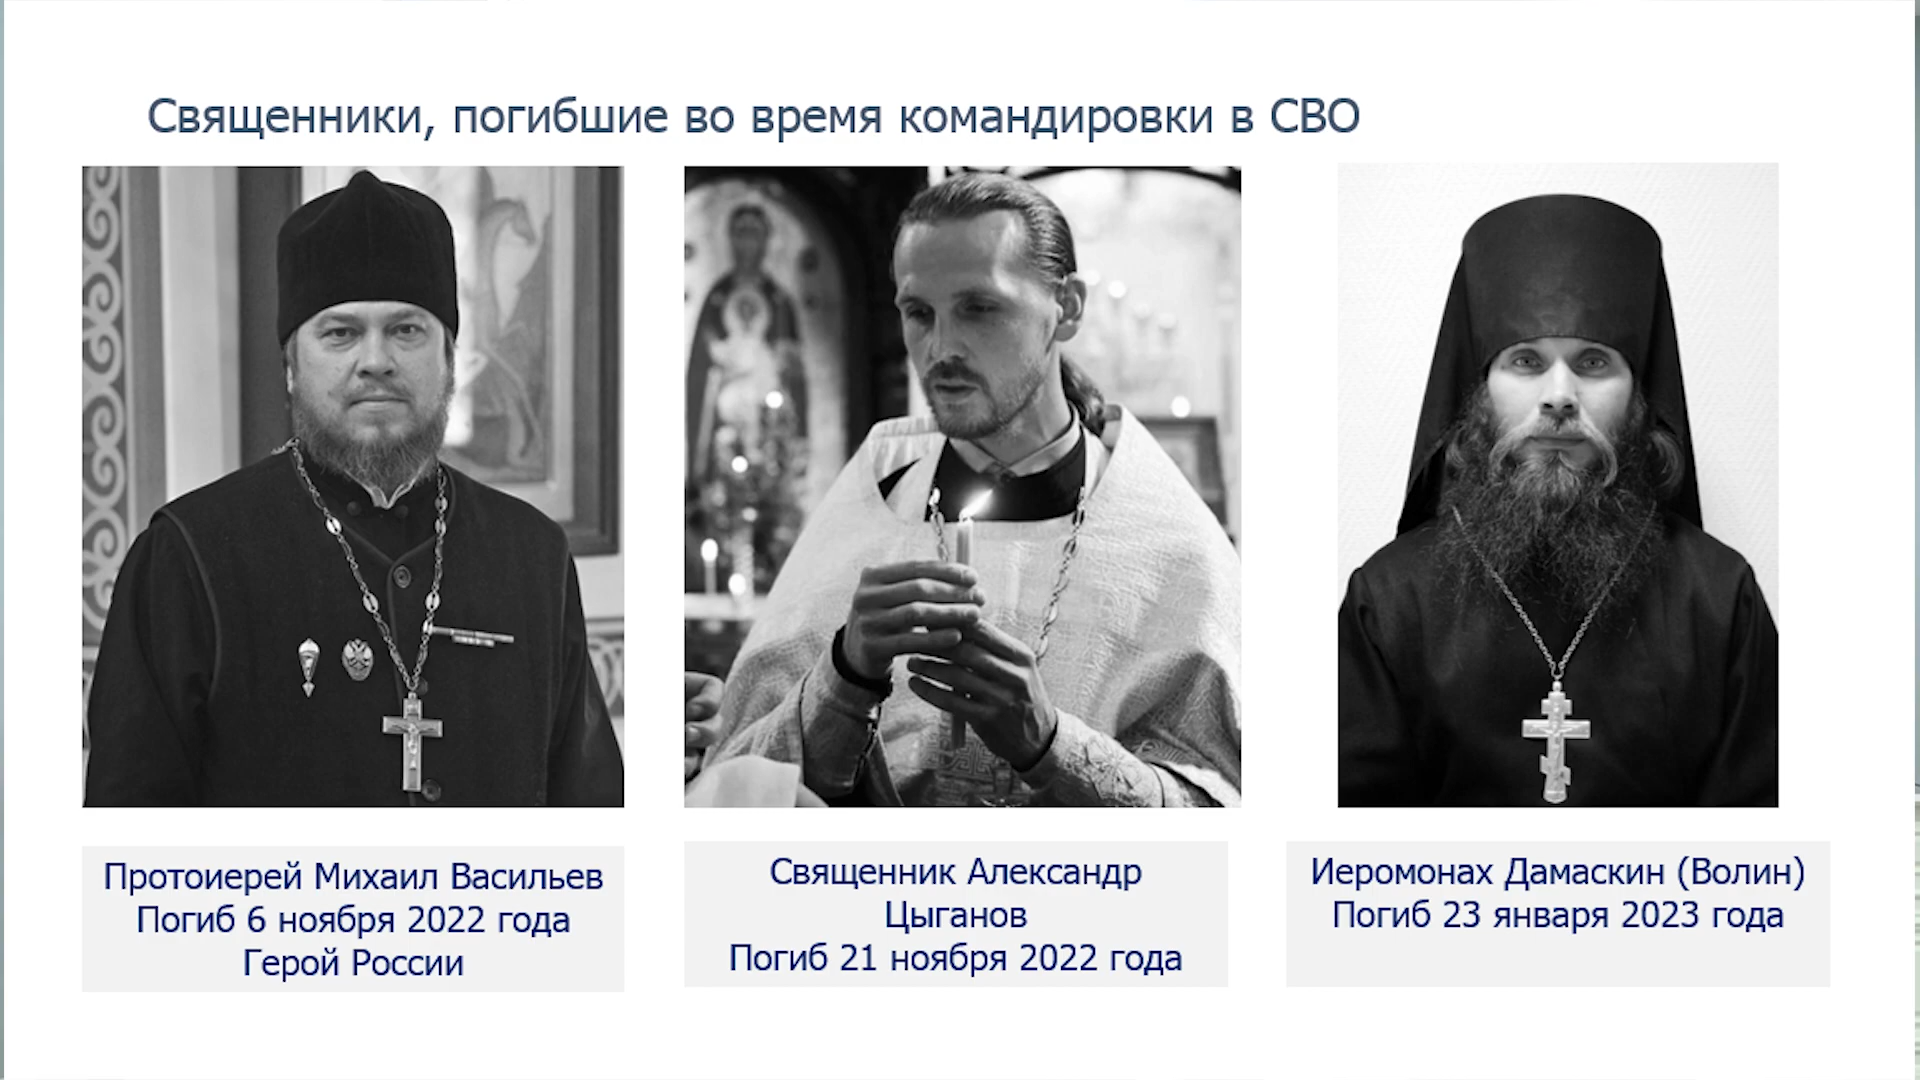 Священники, погибшие во время командировки в СВО
Протоиерей Михаил Васильев
Погиб 6 ноября 2022 года
Герой России
Священник Александр
Цыганов
Погиб 21 ноября 2022 года
Иеромонах Дамаскин (Волин)
Погиб 23 января 2023 года